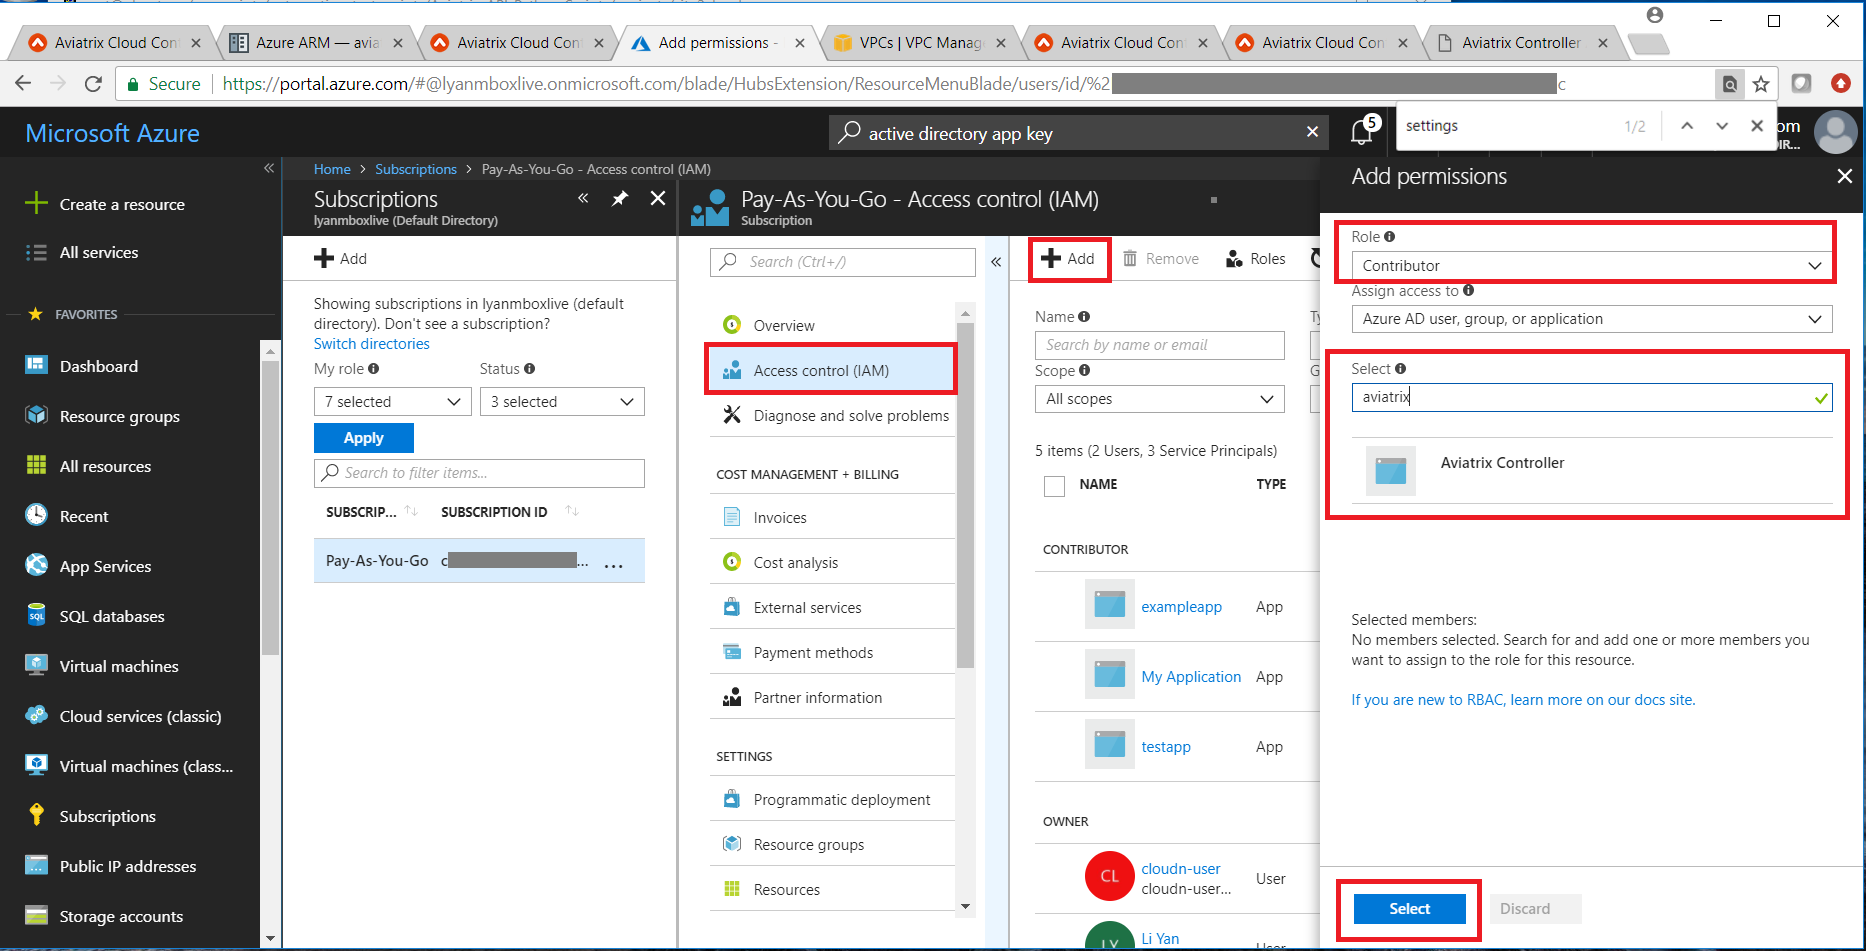 Aviatrix Cloud Con
Azure ARM — avia
Aviatrix Cloud Con
Add permissions -
VPCs | VPC Manag
Aviatrix Cloud Con
Aviatrix Cloud Con
Aviatrix Controller
Secure
https://portal.azure.com/#@lyanmboxlive.onmicrosoft.com/blade/HubsExtension/ResourceMenuBlade/users/id/%2
c
Microsoft Azure
active directory app key
5
settings
1/2
om
DIR...
Create a resource
All services
FAVORITES
Dashboard
Resource groups
All resources
Recent
App Services
SQL databases
Virtual machines
Cloud services (classic)
Virtual machines (class...
Subscriptions
Public IP addresses
Storage accounts
Home > Subscriptions > Pay-As-You-Go - Access control (IAM)
Subscriptions
lyanmboxlive (Default Directory)
Add
Showing subscriptions in lyanmboxlive (default
directory). Don't see a subscription?
Switch directories
My role
Status
7 selected
3 selected
Apply
Search to filter items...
SUBSCRIP...
SUBSCRIPTION ID
Pay-As-You-Go
c
...
Pay-As-You-Go - Access control (IAM)
Subscription
Search (Ctrl+/)
Overview
Access control (IAM)
Diagnose and solve problems
COST MANAGEMENT + BILLING
Invoices
Cost analysis
External services
Payment methods
Partner information
SETTINGS
Programmatic deployment
Resource groups
Resources
Add
Remove
Roles
Name
Search by name or email
Scope
All scopes
5 items (2 Users, 3 Service Principals)
NAME
TYPE
CONTRIBUTOR
exampleapp
App
My Application
App
testapp
App
OWNER
CL
cloudn-user
cloudn-user...
User
LY
Li Yan
User
Add permissions
Role
Contributor
Assign access to
Azure AD user, group, or application
Select
aviatrix
Aviatrix Controller
Selected members:
No members selected. Search for and add one or more members you
want to assign to the role for this resource.
If you are new to RBAC, learn more on our docs site.
Select
Discard